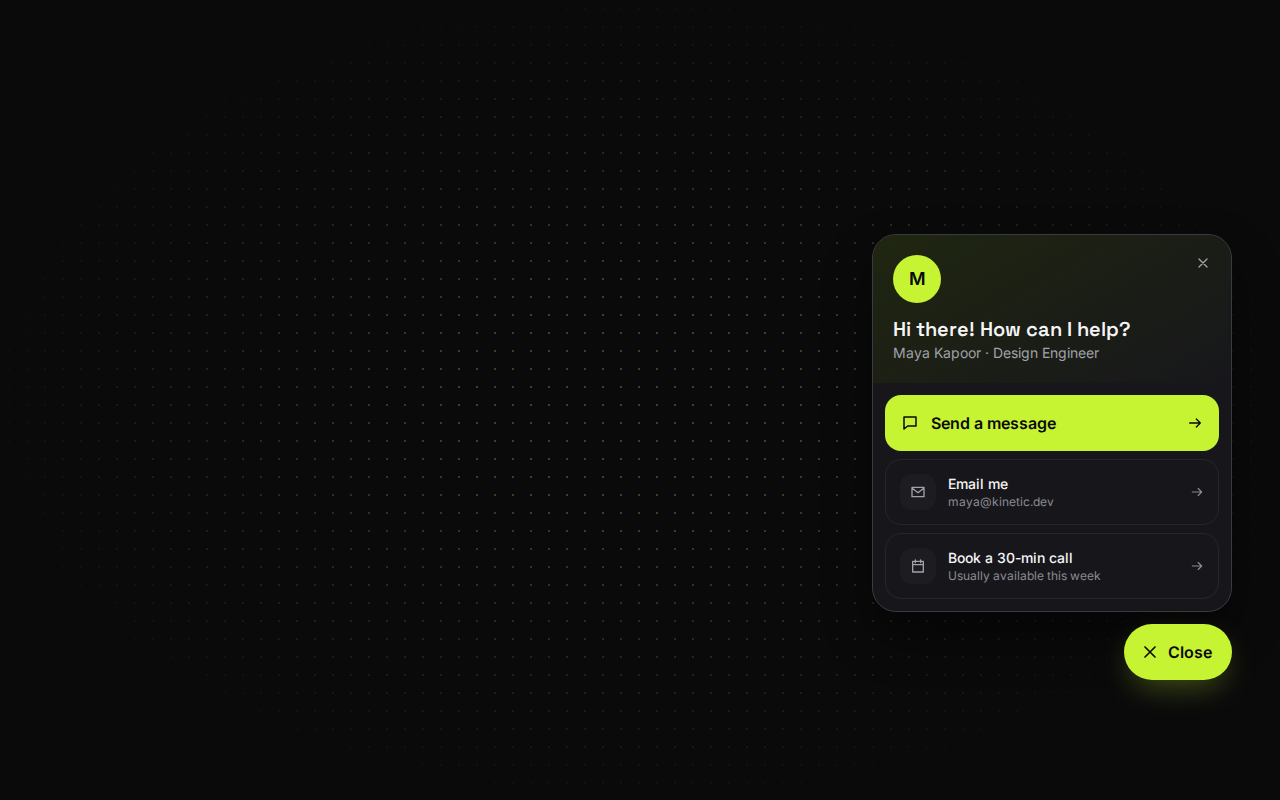 M
Hi there! How can I help?
Maya Kapoor · Design Engineer
Send a message
Email me
maya@kinetic.dev
Book a 30-min call
Usually available this week
Close